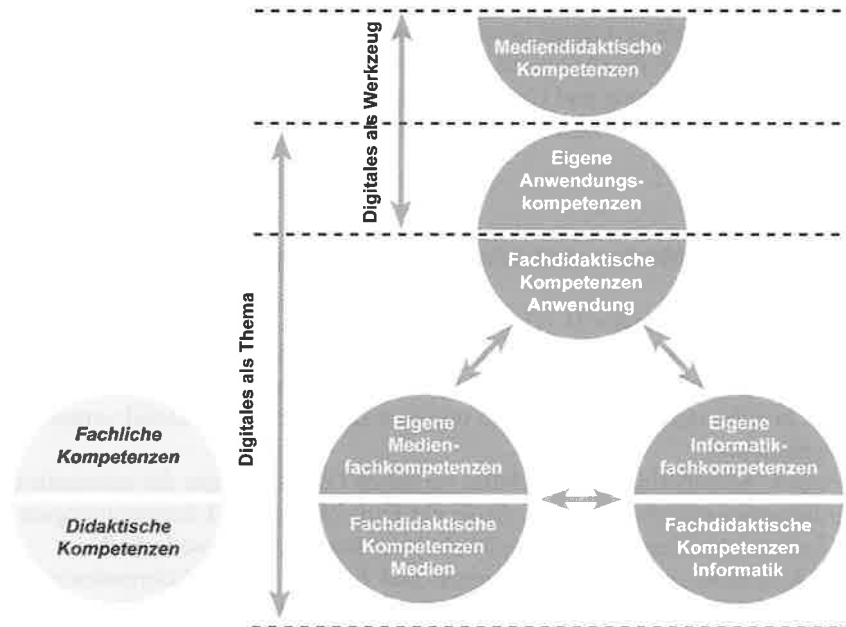 Digitales als Werkzeug
Mediendidaktische
Kompetenzen
Eigene
Anwendungs-
kompetenzen
Fachdidaktische
Kompetenzen
Anwendung
Digitales als Thema
Fachliche
Kompetenzen
Didaktische
Kompetenzen
Eigene
Medien-
fachkompetenzen
Fachdidaktische
Kompetenzen
Medien
Eigene
Informatik-
fachkompetenzen
Fachdidaktische
Kompetenzen
Informatik